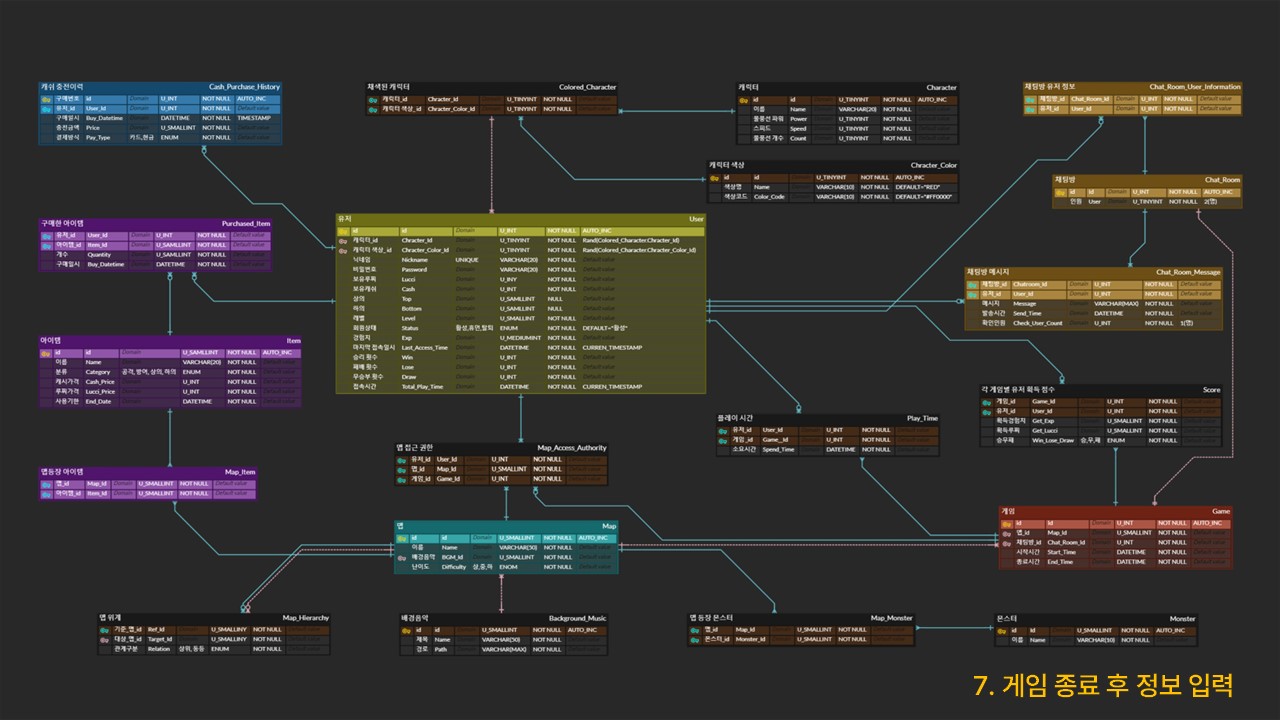 캐쉬 충전이력 Cash_Purchase_History
구매번호 id Domain U_INT NOT NULL AUTO_INC
유저_id User_Id Domain U_INT NOT NULL Default value
구매일시 Buy_Datetime Domain DATETIME NOT NULL TIMESTAMP
충전금액 Price Domain U_SMALLINT NOT NULL Default value
결제방식 Pay_Type 카드,현금 ENUM NOT NULL Default value
채색된 캐릭터 Colored_Character
캐릭터_id Chracter_Id Domain U_TINYINT NOT NULL Default value
캐릭터 색상_id Chracter_Color_Id Domain U_TINYINT NOT NULL Default value
캐릭터 Character
id id Domain U_TINYINT NOT NULL AUTO_INC
이름 Name Domain VARCHAR(20) NOT NULL Default value
물풍선 파워 Power Domain U_TINYINT NOT NULL Default value
스피드 Speed Domain U_TINYINT NOT NULL Default value
물풍선 개수 Count Domain U_TINYINT NOT NULL Default value
캐릭터 색상 Chracter_Color
id id Domain U_TINYINT NOT NULL AUTO_INC
색상명 Name Domain VARCHAR(10) NOT NULL DEFAULT="RED"
색상코드 Color_Code Domain VARCHAR(10) NOT NULL DEFAULT="#FF0000"
채팅방 유저 정보 Chat_Room_User_Information
채팅방_id Chat_Room_Id Domain U_INT NOT NULL Default value
유저_id User_Id Domain U_INT NOT NULL Default value
채팅방 Chat_Room
id Id Domain U_INT NOT NULL AUTO_INC
인원 User Domain U_TINYINT NOT NULL 2(명)
구매한 아이템 Purchased_Item
유저_id User_Id Domain U_INT NOT NULL Default value
아이템_id Item_Id Domain U_SAMLLINT NOT NULL Default value
개수 Quantity Domain U_SAMLLINT NOT NULL Default value
구매일시 Buy_Datetime Domain DATETIME NOT NULL Default value
유저 User
id id Domain U_INT NOT NULL AUTO_INC
캐릭터_id Chracter_Id Domain U_TINYINT NOT NULL Rand(Colored_Character.Chracter_Id)
캐릭터 색상_id Chracter_Color_Id Domain U_TINYINT NOT NULL Rand(Colored_Character.Chracter_Color_Id)
닉네임 Nickname UNIQUE VARCHAR(20) NOT NULL Default value
비밀번호 Password Domain VARCHAR(20) NOT NULL Default value
보유루찌 Lucci Domain U_INY NOT NULL Default value
보유캐쉬 Cash Domain U_INT NOT NULL Default value
상의 Top Domain U_SAMLLINT NULL Default value
하의 Bottom Domain U_SAMLLINT NULL Default value
레벨 Level Domain U_SMALLINT NOT NULL Default value
회원상태 Status 활성,휴면,탈퇴 ENUM NOT NULL DEFAULT="활성"
경험치 Exp Domain U_MEDIUMINT NOT NULL Default value
마지막 접속일시 Last_Access_Time Domain DATETIME NOT NULL CURREN_TIMESTAMP
승리 횟수 Win Domain U_INT NOT NULL Default value
패배 횟수 Lose Domain U_INT NOT NULL Default value
무승부 횟수 Draw Domain U_INT NOT NULL Default value
접속시간 Total_Play_Time Domain DATETIME NOT NULL CURREN_TIMESTAMP
채팅방 메시지 Chat_Room_Message
채팅방_id Chatroom_Id Domain U_INT NOT NULL Default value
유저_id User_Id Domain U_INT NOT NULL Default value
메시지 Message Domain VARCHAR(MAX) NOT NULL Default value
발송시간 Send_Time Domain DATETIME NOT NULL Default value
확인인원 Check_User_Count Domain U_INT NOT NULL 1(명)
아이템 Item
id id Domain U_SAMLLINT NOT NULL AUTO_INC
이름 Name Domain VARCHAR(20) NOT NULL Default value
분류 Category 공격,방어,상의,하의 ENUM NOT NULL Default value
캐시가격 Cash_Price Domain U_INT NOT NULL Default value
루찌가격 Lucci_Price Domain U_INT NOT NULL Default value
사용기한 End_Date Domain DATETIME NOT NULL Default value
각 게임별 유저 획득 점수 Score
게임_id Game_Id Domain U_INT NOT NULL Default value
유저_id User_Id Domain U_INT NOT NULL Default value
획득경험치 Get_Exp Domain U_SMALLINT NOT NULL Default value
획득루찌 Get_Lucci Domain U_SMALLINT NOT NULL Default value
승무패 Win_Lose_Draw 승,무,패 ENUM NOT NULL Default value
플레이 시간 Play_Time
유저_id User_Id Domain U_INT NOT NULL Default value
게임_id Game_Id Domain U_INT NOT NULL Default value
소요시간 Spend_Time Domain DATETIME NOT NULL Default value
맵 접근 권한 Map_Access_Authority
유저_id User_Id Domain U_INT NOT NULL Default value
맵_id Map_Id Domain U_SMALLINT NOT NULL Default value
게임_id Game_Id Domain U_INT NOT NULL Default value
맵등장 아이템 Map_Item
맵_id Map_Id Domain U_SMALLINT NOT NULL Default value
아이템_id Item_Id Domain U_SMALLINT NOT NULL Default value
맵 Map
id id Domain U_SMALLINT NOT NULL AUTO_INC
이름 Name Domain VARCHAR(30) NOT NULL Default value
배경음악 BGM_Id Domain U_SMALLINT NOT NULL Default value
난이도 Difficulty 상,중,하 ENOM NOT NULL Default value
게임 Game
id Id Domain U_INT NOT NULL AUTO_INC
맵_id Map_Id Domain U_SMALLINT NOT NULL Default value
채팅방_id Chat_Room_Id Domain U_INT NOT NULL Default value
시작시간 Start_Time Domain DATETIME NOT NULL Default value
종료시간 End_Time Domain DATETIME NOT NULL Default value
맵 위계 Map_Hierarchy
기준_맵_id Ref_Id Domain U_SMALLINY NOT NULL Default value
대상_맵_id Target_Id Domain U_SMALLINY NOT NULL Default value
관계구분 Relation 상위,동등 ENUM NOT NULL Default value
배경음악 Background_Music
id id Domain U_SMALLINT NOT NULL AUTO_INC
제목 Name Domain VARCHAR(50) NOT NULL Default value
경로 Path Domain VARCHAR(MAX) NOT NULL Default value
맵 등장 몬스터 Map_Monster
맵_id Map_Id Domain U_SMALLINT NOT NULL Default value
몬스터_id Monster_Id Domain U_SMALLINT NOT NULL Default value
몬스터 Monster
id Id Domain U_SMALLINT NOT NULL AUTO_INC
이름 Name Domain VARCHAR(10) NOT NULL Default value
7. 게임 종료 후 정보 입력